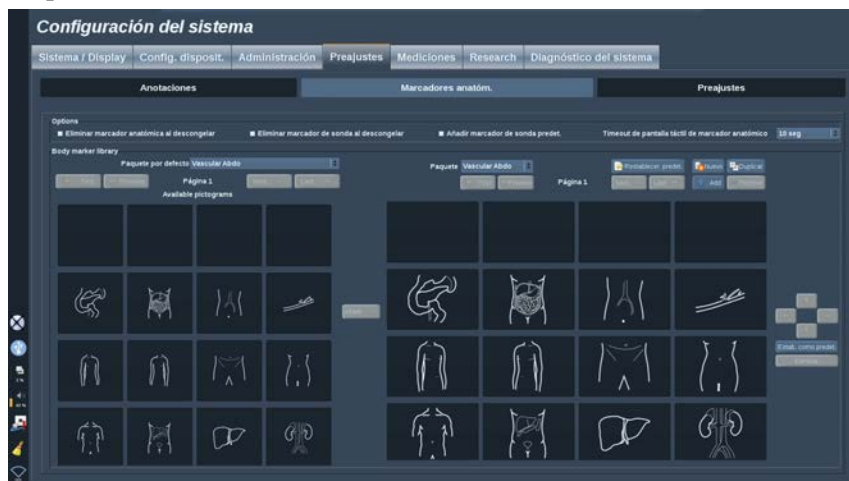 Configuración del sistema
Sistema / Display Config. disposit. Administración Preajustes Mediciones Research Diagnóstico del sistema
Anotaciones Marcadores anatóm. Preajustes
Options
Eliminar marcador anatómica al descongelar Eliminar marcador de sonda al descongelar Añadir marcador de sonda predet. Timeout de pantalla táctil de marcador anatómico 10 seg
Body marker library
Paquete por defecto Vascular Abdo Paquete Vascular Abdo Restablecer predet. Nuevo Duplicar
Página 1 Página 1 Add
Available pictograms
Estab. como predet.